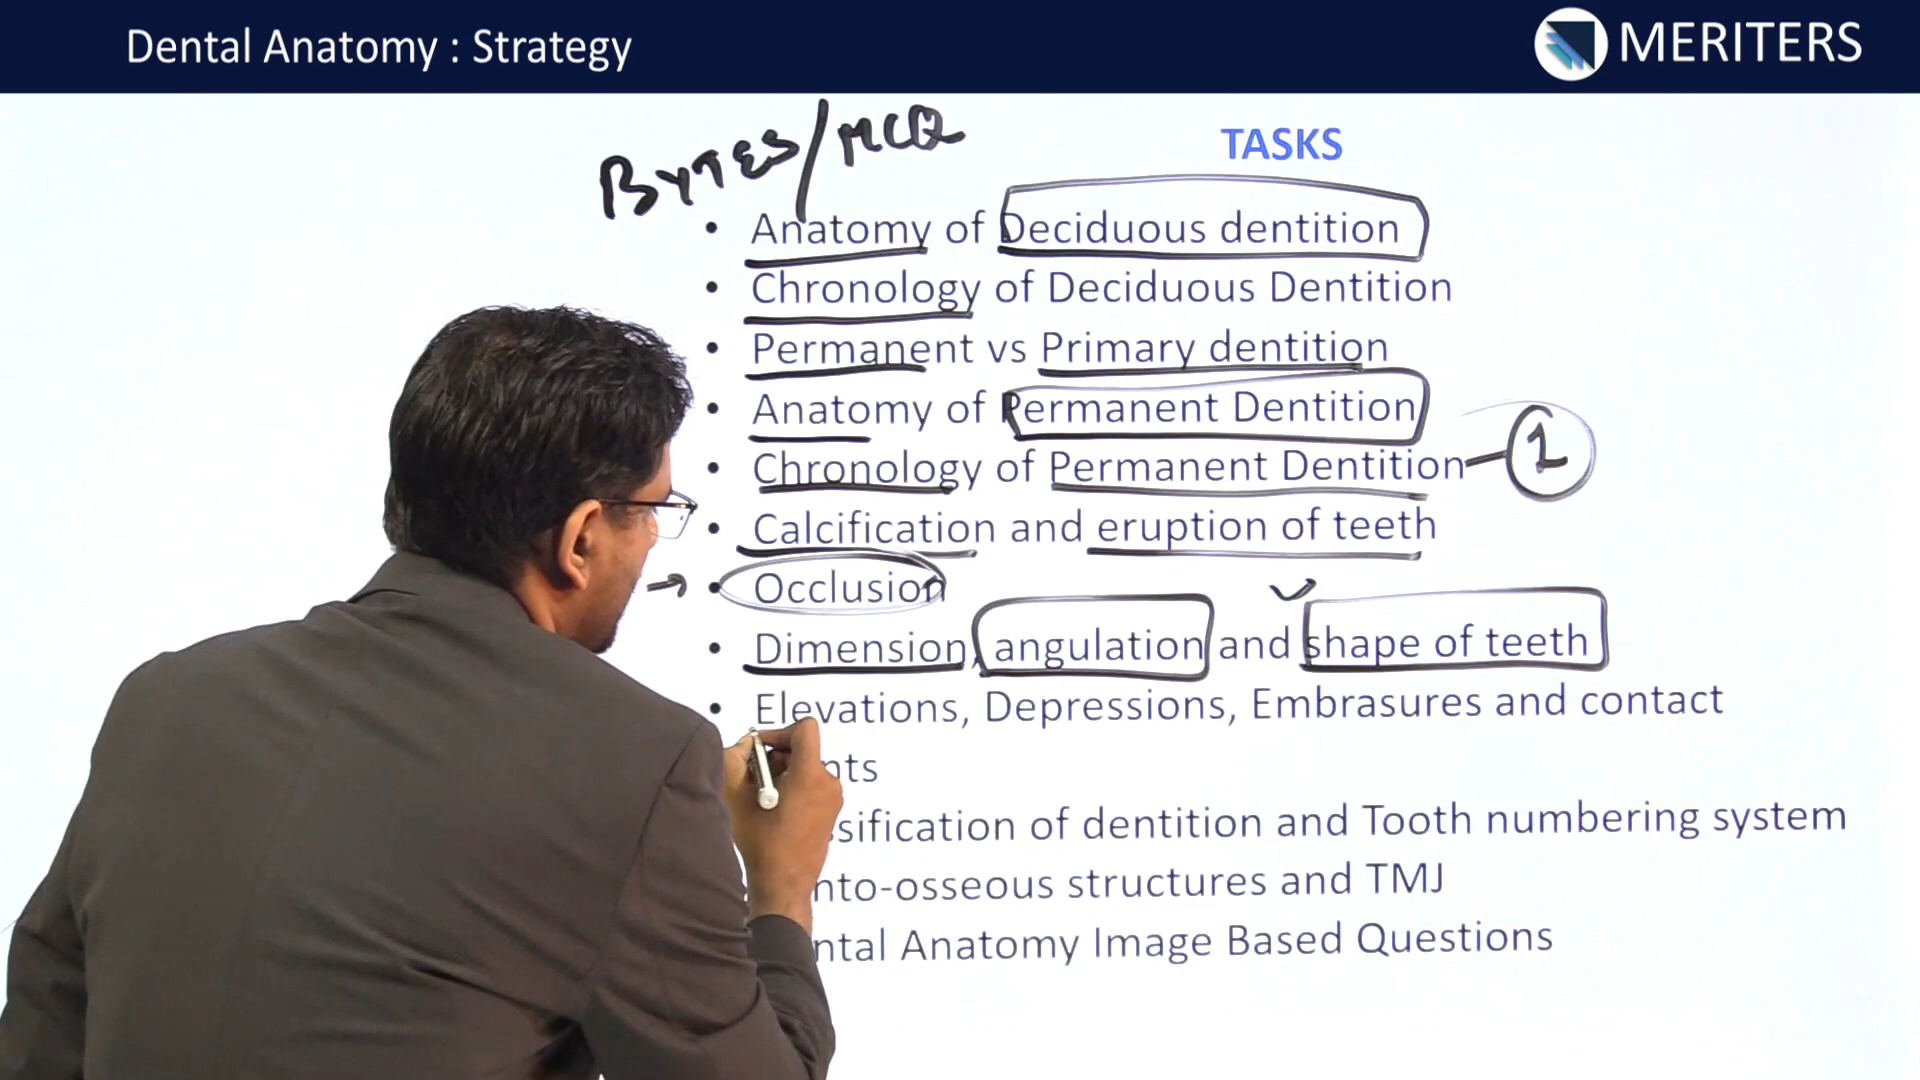 Dental Anatomy : Strategy
MERITERS
BYTES/MCQ
TASKS
• Anatomy of Deciduous dentition
• Chronology of Deciduous Dentition
• Permanent vs Primary dentition
• Anatomy of Permanent Dentition
• Chronology of Permanent Dentition - 1
• Calcification and eruption of teeth
→ • Occlusion
• Dimension, angulation and shape of teeth
• Elevations, Depressions, Embrasures and contact
nts
sification of dentition and Tooth numbering system
nto-osseous structures and TMJ
ntal Anatomy Image Based Questions